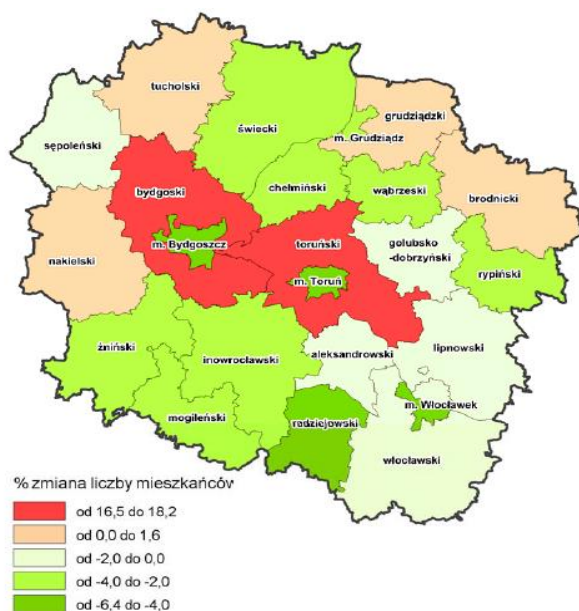 tucholski
grudziądzki
świecki
m. Grudziądz
sępoleński
bydgoski
chełmiński
wąbrzeski
brodnicki
m. Bydgoszcz
toruński
golubsko
-dobrzyński
nakielski
rypiński
m. Toruń
żniński
inowrocławski
aleksandrowski
lipnowski
mogileński
radziejowski
m. Włocławek
włocławski
% zmiana liczby mieszkańców
od 16,5 do 18,2
od 0,0 do 1,6
od -2,0 do 0,0
od -4,0 do -2,0
od -6,4 do -4,0